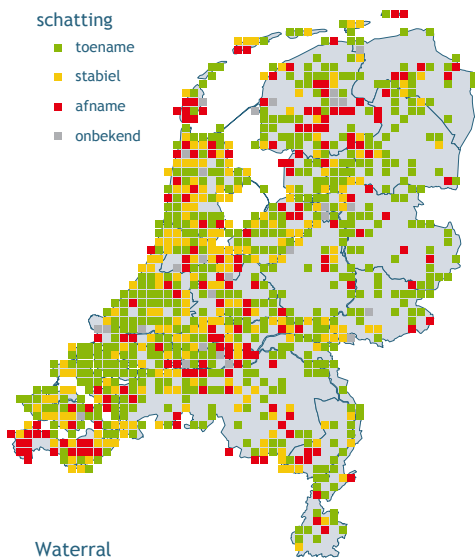 schatting
toename
stabiel
afname
onbekend
Waterral